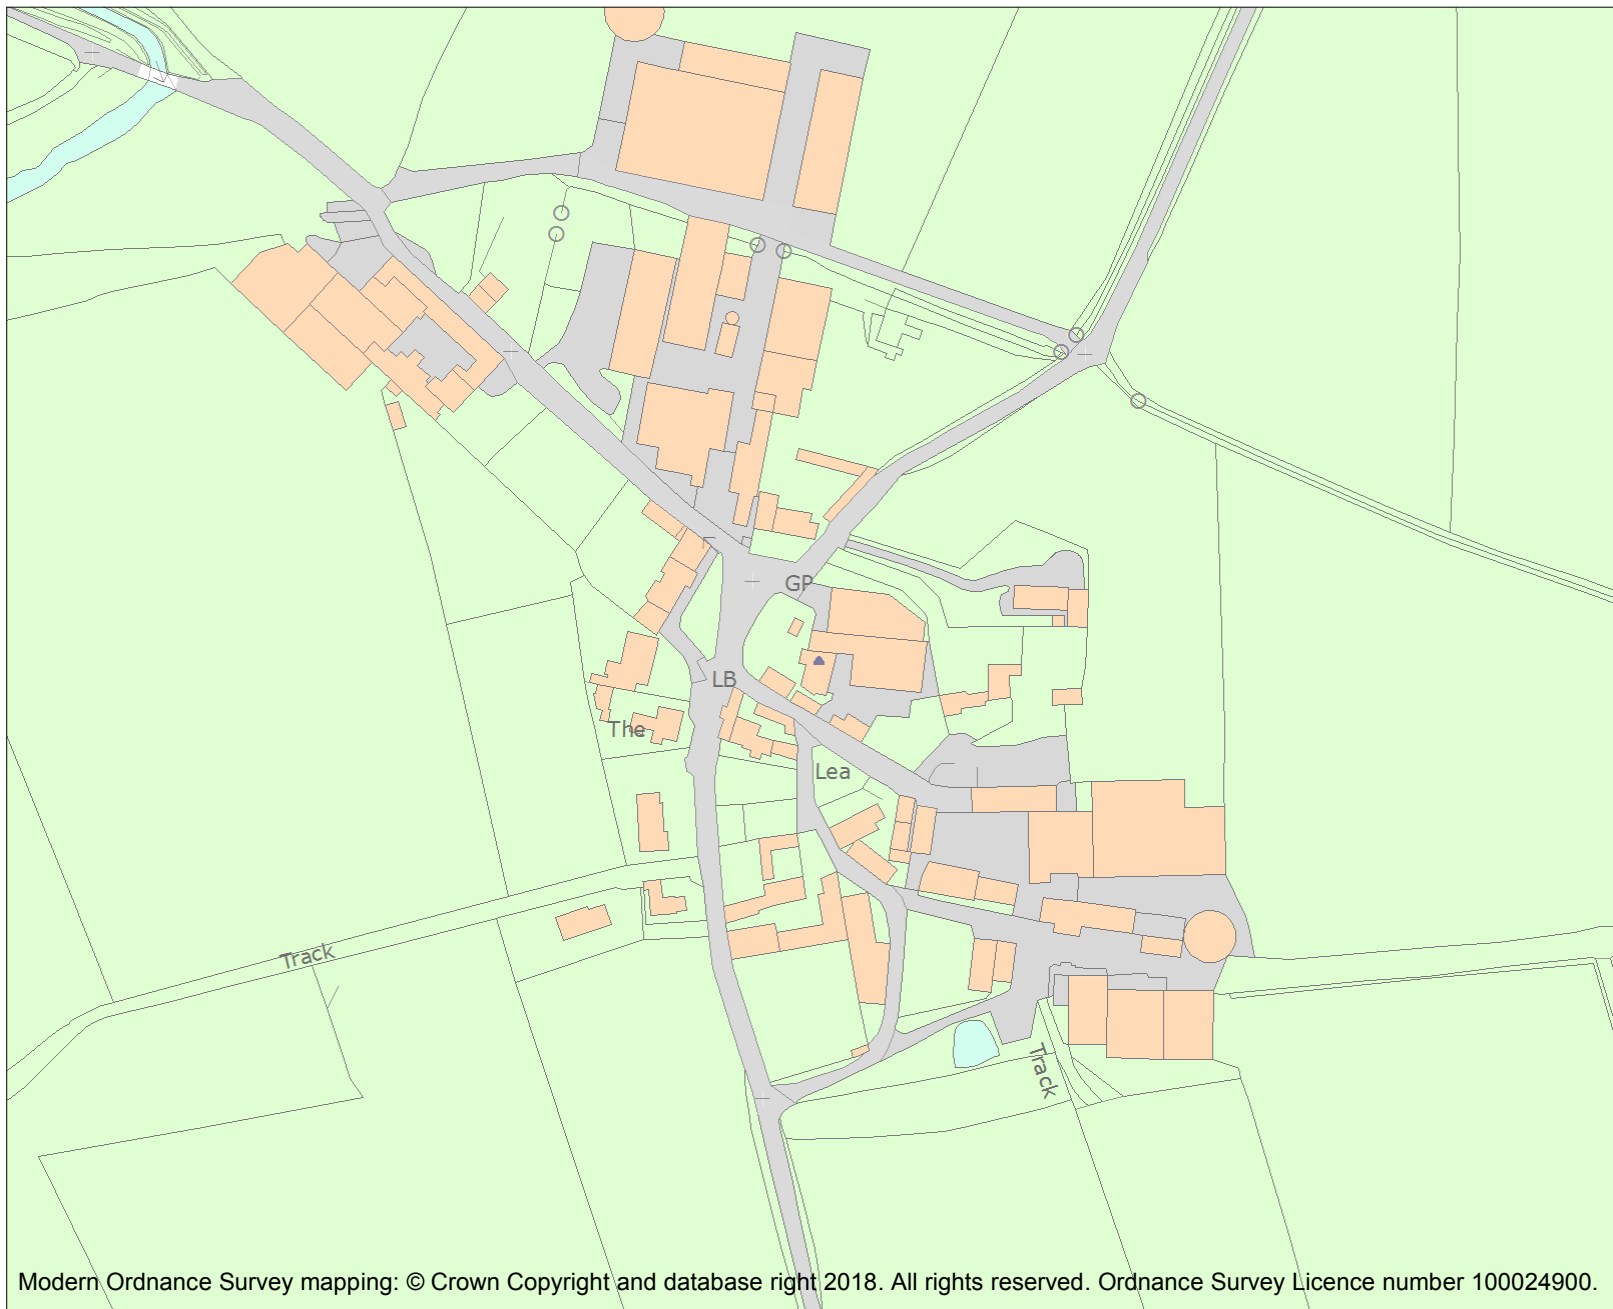 GP
LB
The
Lea
Track
Track
Modern Ordnance Survey mapping: © Crown Copyright and database right 2018. All rights reserved. Ordnance Survey Licence number 100024900.